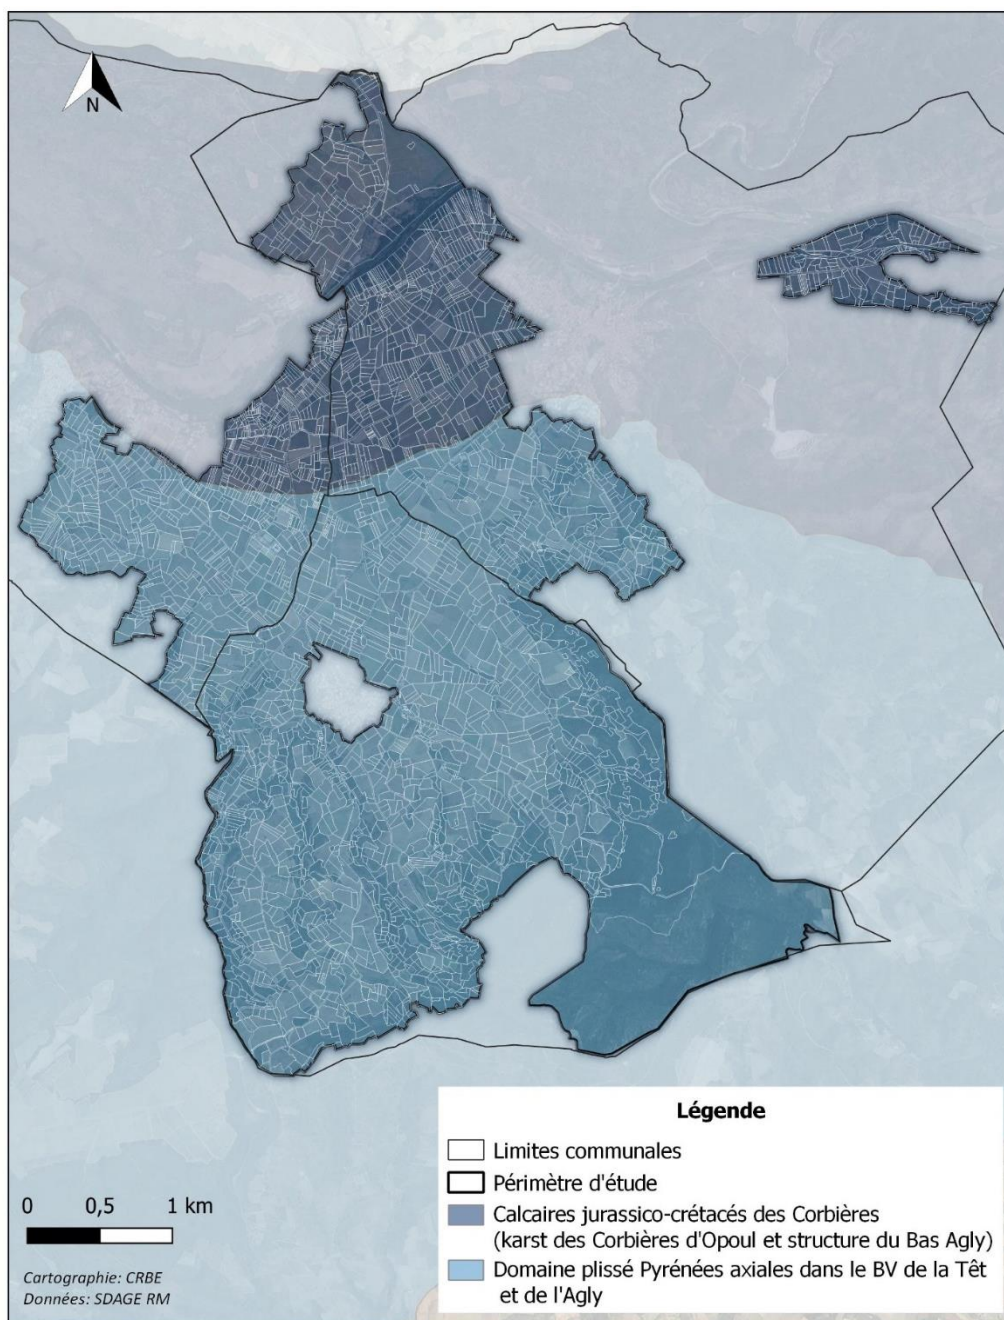 N
Légende
Limites communales
Périmètre d'étude
Calcaires jurassico-crétacés des Corbières
(karst des Corbières d'Opoul et structure du Bas Agly)
Domaine plissé Pyrénées axiales dans le BV de la Têt
et de l'Agly
0 0,5 1 km
Cartographie: CRBE
Données: SDAGE RM